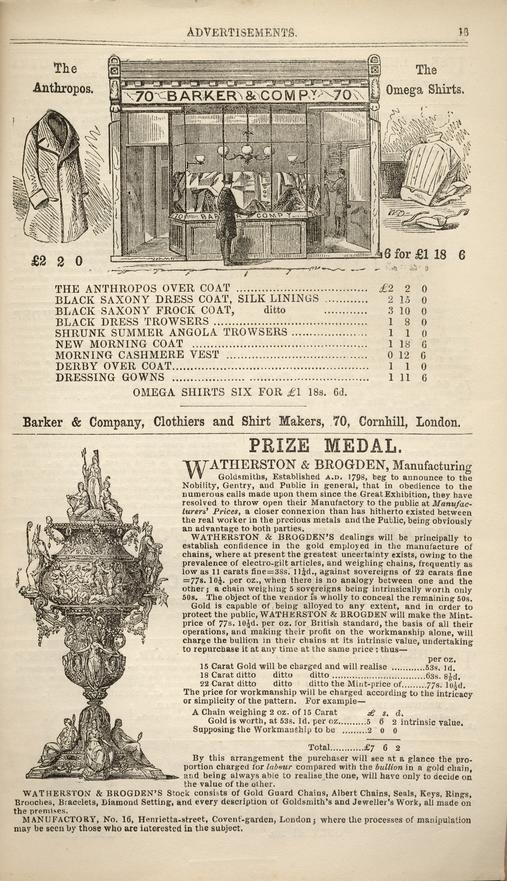 ADVERTISEMENTS. 13
The
Anthropos.
70 BARKER & COMPY 70
The
Omega Shirts.
70 BAR COMPY
£2 2 0
6 for £1 18 6
THE ANTHROPOS OVER COAT .......... £2 2 0
BLACK SAXONY DRESS COAT, SILK LININGS .......... 2 15 0
BLACK SAXONY FROCK COAT, ditto .......... 3 10 0
BLACK DRESS TROWSERS .......... 1 8 0
SHRUNK SUMMER ANGOLA TROWSERS .......... 1 1 0
NEW MORNING COAT .......... 1 18 6
MORNING CASHMERE VEST .......... 0 12 6
DERBY OVER COAT .......... 1 1 0
DRESSING GOWNS .......... 1 11 6
OMEGA SHIRTS SIX FOR £1 18s. 6d.
Barker & Company, Clothiers and Shirt Makers, 70, Cornhill, London.
PRIZE MEDAL.
WATHERSTON & BROGDEN, Manufacturing
Goldsmiths, Established A.D. 1798, beg to announce to the
Nobility, Gentry, and Public in general, that in obedience to the
numerous calls made upon them since the Great Exhibition, they have
resolved to throw open their Manufactory to the public at Manufac-
turers' Prices, a closer connexion than has hitherto existed between
the real worker in the precious metals and the Public, being obviously
an advantage to both parties.
WATHERSTON & BROGDEN'S dealings will be principally to
establish confidence in the gold employed in the manufacture of
chains, where at present the greatest uncertainty exists, owing to the
prevalence of electro-gilt articles, and weighing chains, frequently as
low as 11 carats fine=38s. 11¼d., against sovereigns of 22 carats fine
=77s. 10½. per oz., when there is no analogy between one and the
other; a chain weighing 5 sovereigns being intrinsically worth only
50s. The object of the vendor is wholly to conceal the remaining 50s.
Gold is capable of being alloyed to any extent, and in order to
protect the public, WATHERSTON & BROGDEN will make the Mint-
price of 77s. 10½d. per oz. for British standard, the basis of all their
operations, and making their profit on the workmanship alone, will
charge the bullion in their chains at its intrinsic value, undertaking
to repurchase it at any time at the same price; thus—
per oz.
15 Carat Gold will be charged and will realise ..........53s. 1d.
18 Carat ditto ditto ditto ..........63s. 8½d.
22 Carat ditto ditto ditto the Mint-price of..........77s. 10½d.
The price for workmanship will be charged according to the intricacy
or simplicity of the pattern. For example—
A Chain weighing 2 oz. of 15 Carat £ s. d.
Gold is worth, at 53s. 1d. per oz..........5 6 2 intrinsic value.
Supposing the Workmanship to be ..........2 0 0
Total..........£7 6 2
By this arrangement the purchaser will see at a glance the pro-
portion charged for labour compared with the bullion in a gold chain,
and being always able to realise the one, will have only to decide on
the value of the other.
WATHERSTON & BROGDEN'S Stock consists of Gold Guard Chains, Albert Chains, Seals, Keys, Rings,
Brooches, Bracelets, Diamond Setting, and every description of Goldsmith's and Jeweller's Work, all made on
the premises.
MANUFACTORY, No. 16, Henrietta-street, Covent-garden, London; where the processes of manipulation
may be seen by those who are interested in the subject.